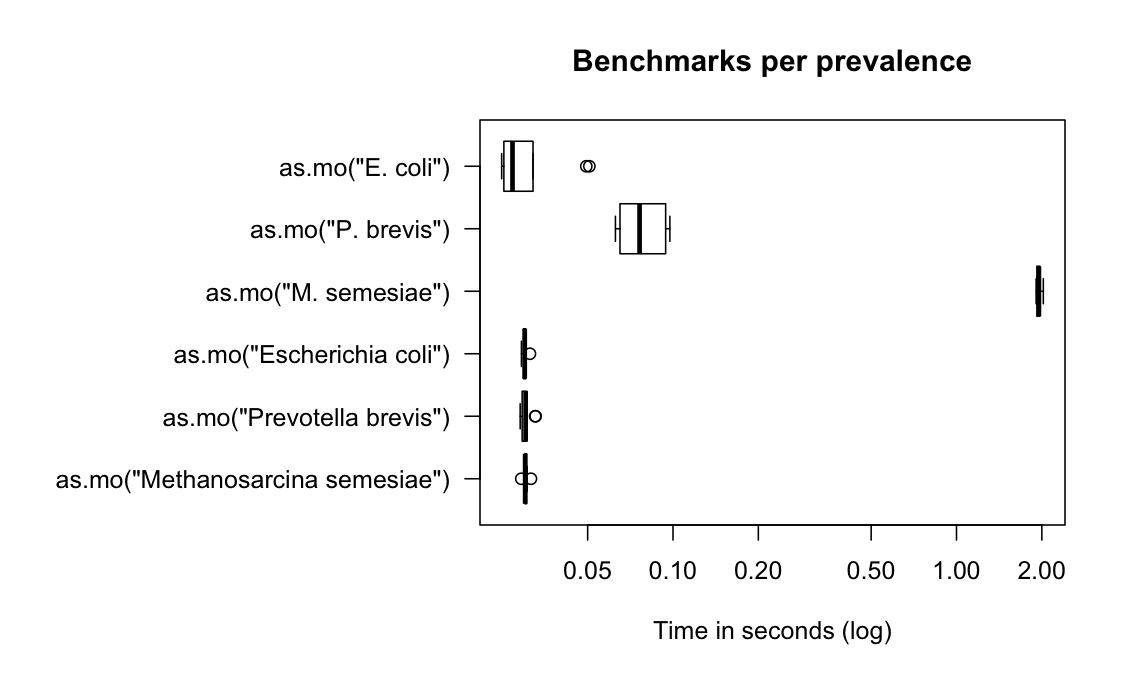 Benchmarks per prevalence
as.mo("E. coli")
as.mo("P. brevis")
as.mo("M. semesiae")
as.mo("Escherichia coli")
as.mo("Prevotella brevis")
as.mo("Methanosarcina semesiae")
0.05 0.10 0.20 0.50 1.00 2.00
Time in seconds (log)